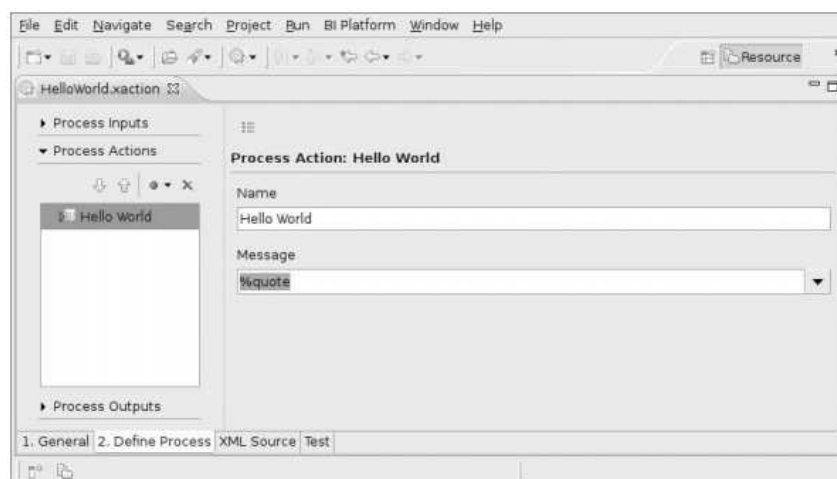 File Edit Navigate Search Project Run BI Platform Window Help
Resource
HelloWorld.xaction
Process Inputs
Process Actions
Hello World
Process Outputs
Process Action: Hello World
Name
Hello World
Message
%quote
1. General 2. Define Process XML Source Test